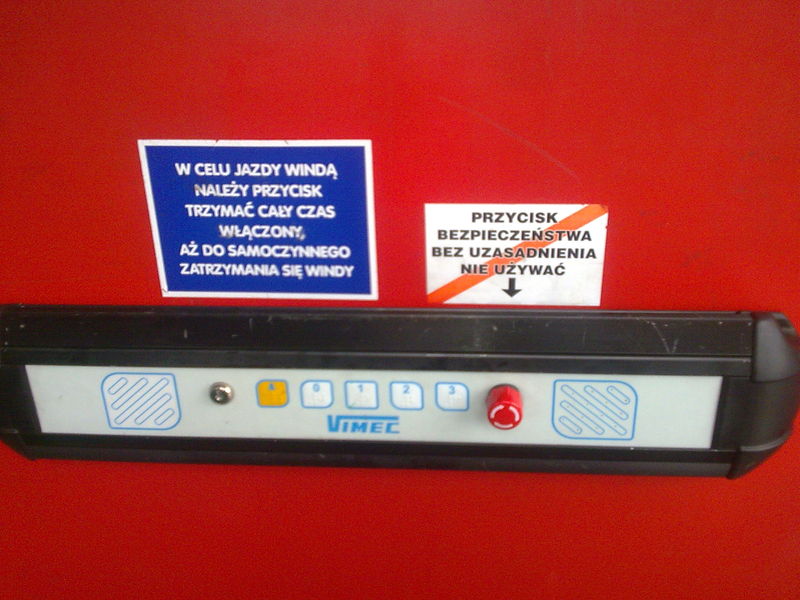 W CELU JAZDY WINDĄ
NALEŻY PRZYCISK
TRZYMAĆ CAŁY CZAS
WŁĄCZONY,
AŻ DO SAMOCZYNNEGO
ZATRZYMANIA SIĘ WINDY
PRZYCISK
BEZPIECZEŃSTWA
BEZ UZASADNIENIA
NIE UŻYWAĆ
0 1 2 3
VIMEC